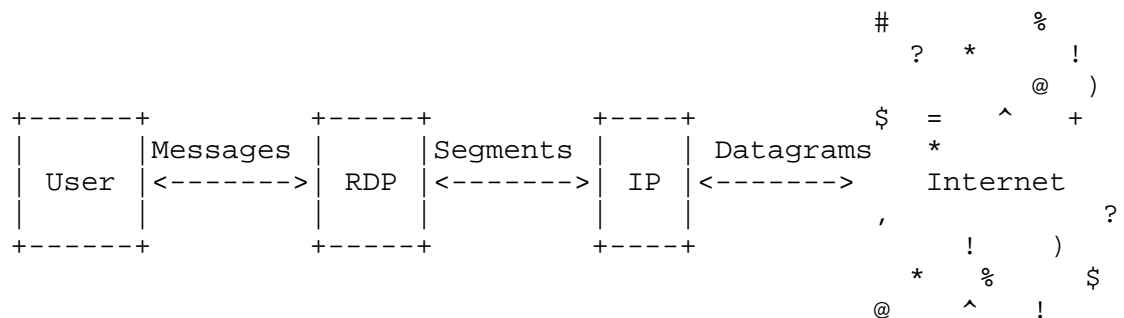 #        %
?  *      !
@  )
+------+            +-----+            +----+            $  =   ^   +
|      |Messages |     |Segments |    | Datagrams   *
| User |<------->| RDP |<------->| IP |<------->    Internet
|      |         |     |         |    |            ,            ?
+------+            +-----+            +----+            !     )
*   %      $
@    ^   !